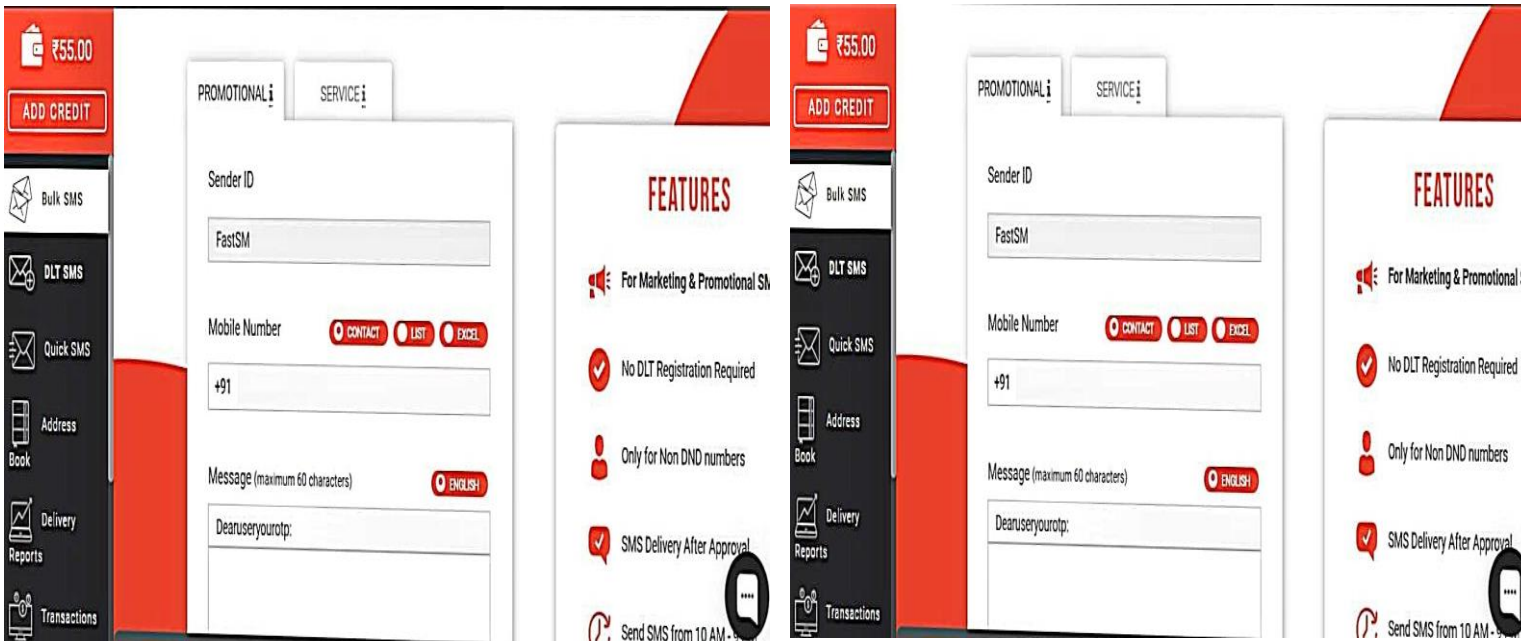 ₹55.00
ADD CREDIT
Bulk SMS
DLT SMS
Quick SMS
Address
Book
Delivery
Reports
Transactions
PROMOTIONAL i
SERVICE i
Sender ID
FastSM
Mobile Number
CONTACT
LIST
EXCEL
+91
Message (maximum 60 characters)
ENGLISH
Dearuseryourotp:
FEATURES
For Marketing & Promotional
No DLT Registration Required
Only for Non DND numbers
SMS Delivery After Approval
Send SMS from 10 AM -
₹55.00
ADD CREDIT
Bulk SMS
DLT SMS
Quick SMS
Address
Book
Delivery
Reports
Transactions
PROMOTIONAL i
SERVICE i
Sender ID
FastSM
Mobile Number
CONTACT
LIST
EXCEL
+91
Message (maximum 60 characters)
ENGLISH
Dearuseryourotp:
FEATURES
For Marketing & Promotional
No DLT Registration Required
Only for Non DND numbers
SMS Delivery After Approval
Send SMS from 10 AM -